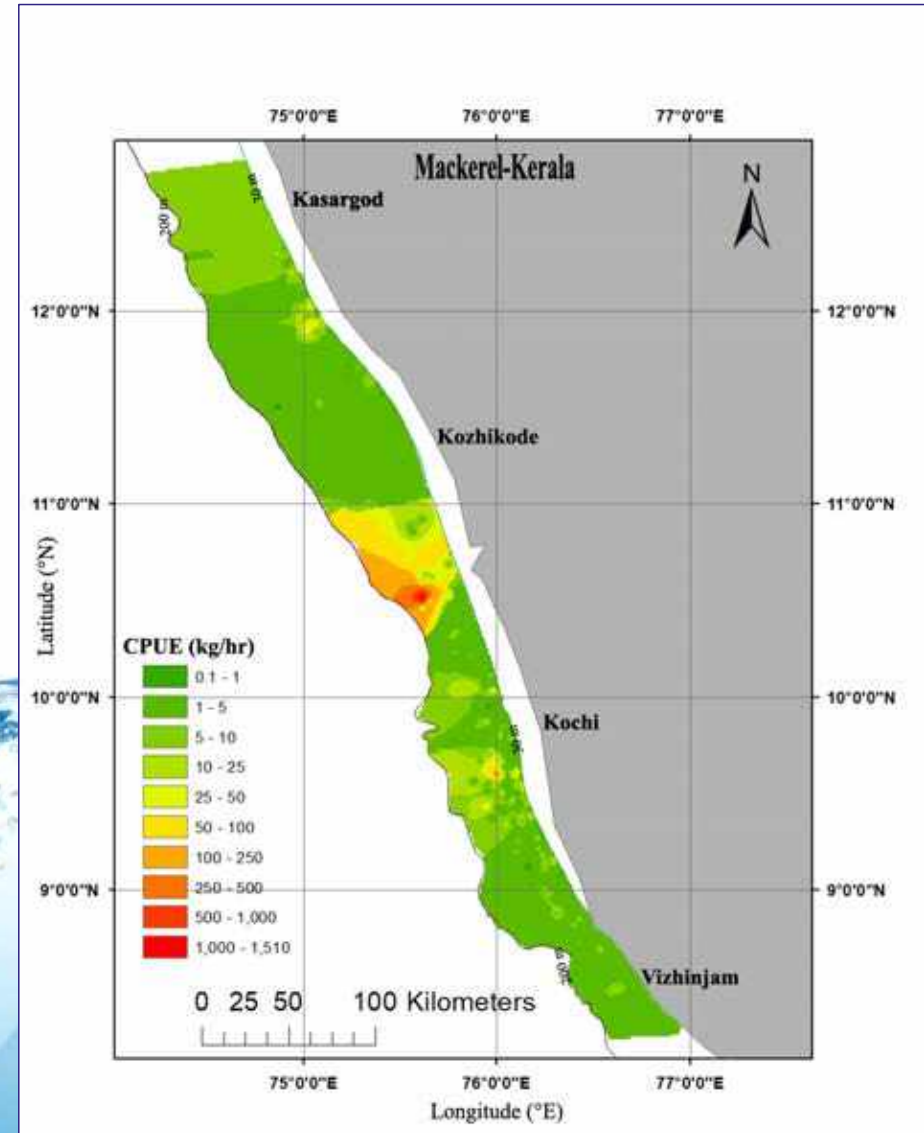 75°0'0"E 76°0'0"E 77°0'0"E
Mackerel-Kerala
N
Kasargod
200 m
12°0'0"N 12°0'0"N
Kozhikode
11°0'0"N 11°0'0"N
Latitude (°N)
CPUE (kg/hr)
0.1 - 1
1 - 5
5 - 10
10 - 25
25 - 50
50 - 100
100 - 250
250 - 500
500 - 1,000
1,000 - 1,510
10°0'0"N 10°0'0"N
Kochi
9°0'0"N 9°0'0"N
Vizhinjam
0 25 50 100 Kilometers
75°0'0"E 76°0'0"E 77°0'0"E
Longitude (°E)